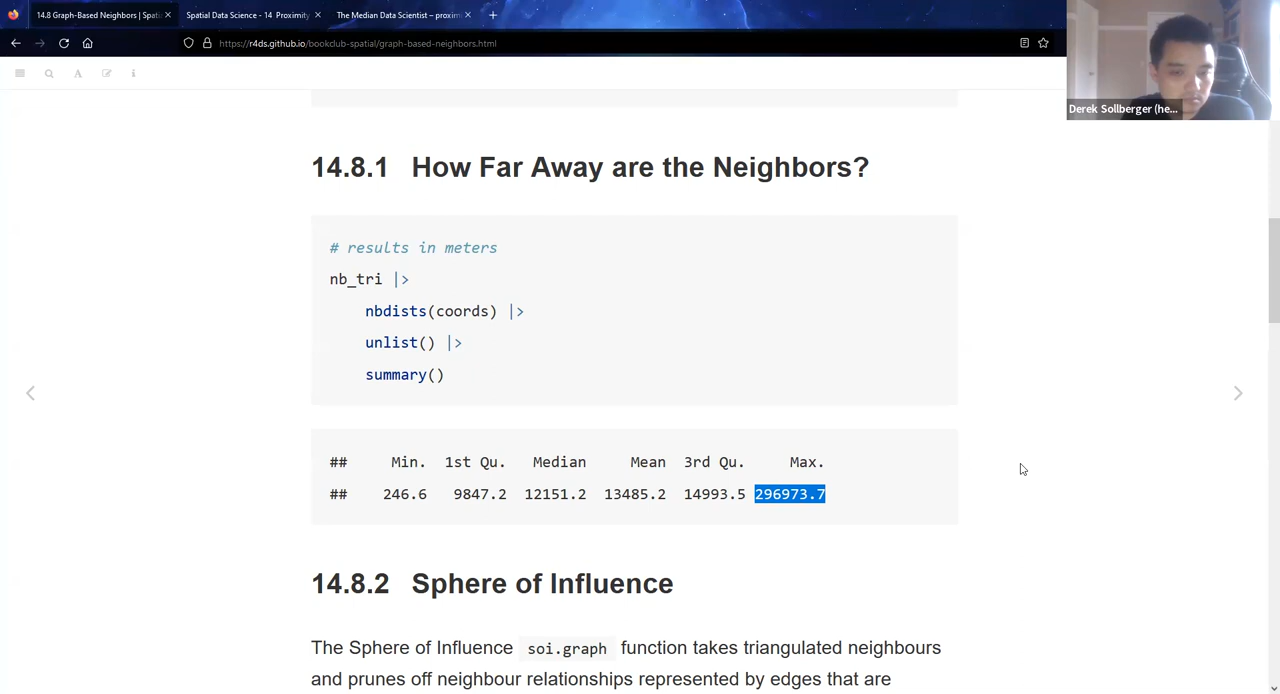 14.8 Graph-Based Neighbors | Spati
Spatial Data Science - 14 Proximity
The Median Data Scientist – proxim
https://r4ds.github.io/bookclub-spatial/graph-based-neighbors.html
Derek Sollberger (he...
14.8.1 How Far Away are the Neighbors?
# results in meters
nb_tri |>
nbdists(coords) |>
unlist() |>
summary()
## Min. 1st Qu. Median Mean 3rd Qu. Max.
## 246.6 9847.2 12151.2 13485.2 14993.5 296973.7
14.8.2 Sphere of Influence
The Sphere of Influence soi.graph function takes triangulated neighbours
and prunes off neighbour relationships represented by edges that are